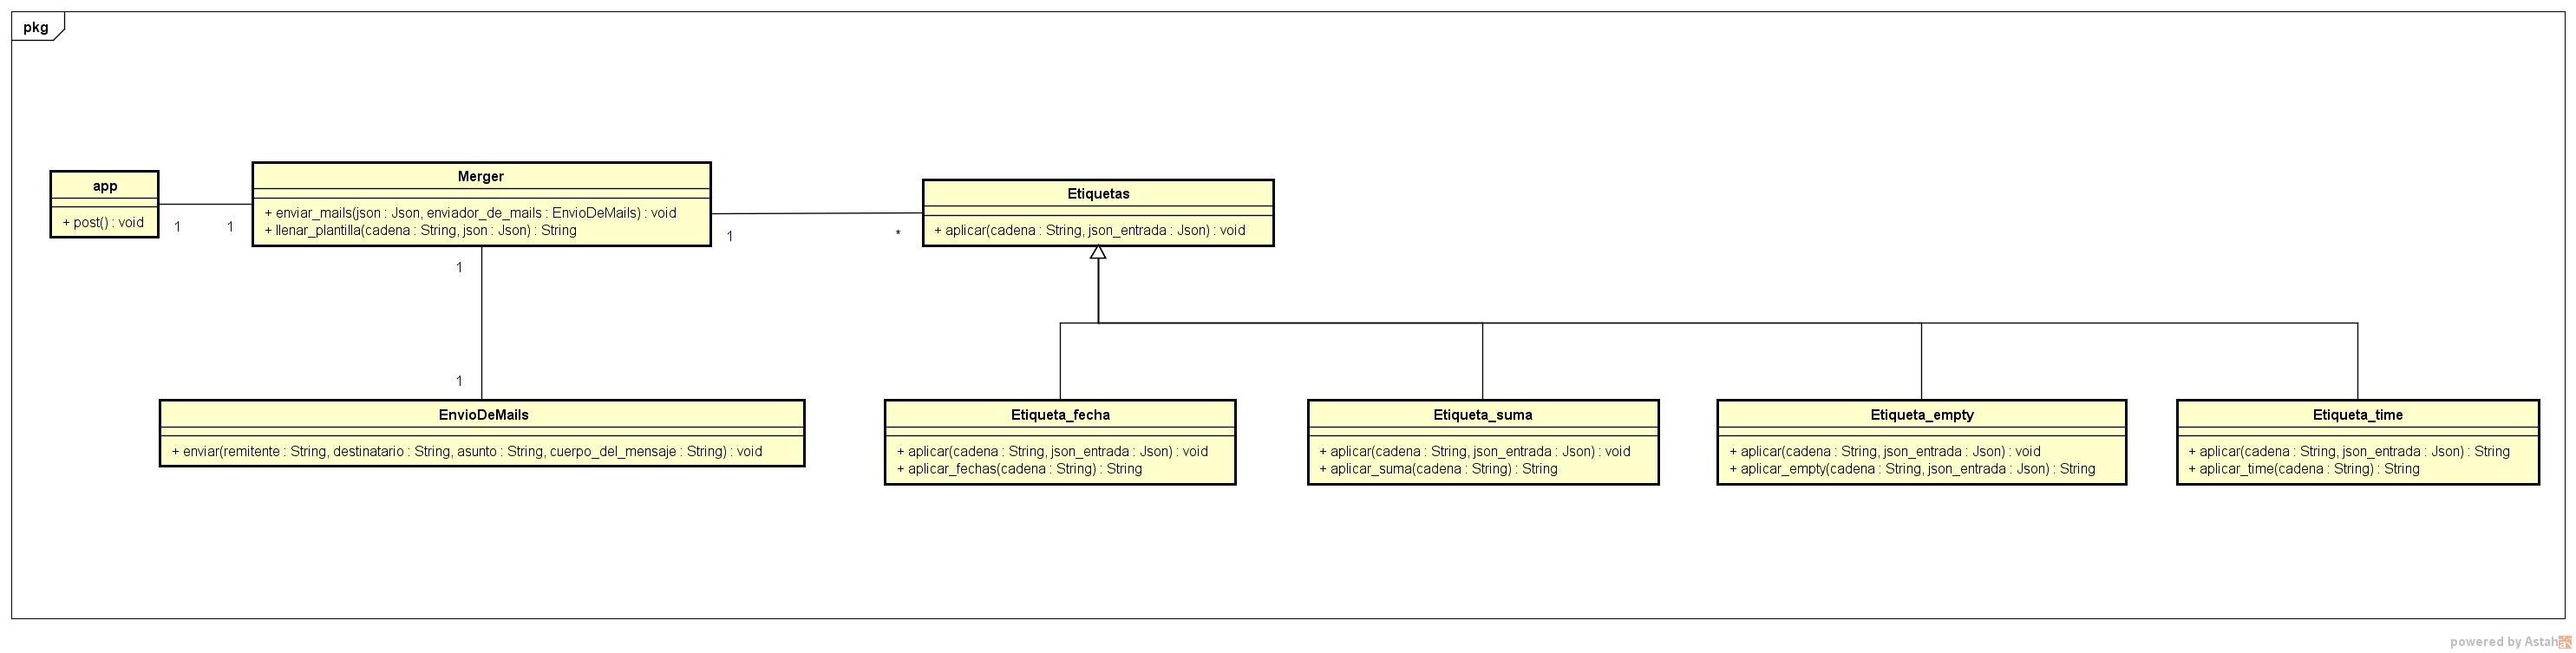 pkg
app
+ post() : void
1
1
Merger
+ enviar_mails(json : Json, enviador_de_mails : EnvioDeMails) : void
+ llenar_plantilla(cadena : String, json : Json) : String
1
*
Etiquetas
+ aplicar(cadena : String, json_entrada : Json) : void
1
1
EnvioDeMails
+ enviar(remitente : String, destinatario : String, asunto : String, cuerpo_del_mensaje : String) : void
Etiqueta_fecha
+ aplicar(cadena : String, json_entrada : Json) : void
+ aplicar_fechas(cadena : String) : String
Etiqueta_suma
+ aplicar(cadena : String, json_entrada : Json) : void
+ aplicar_suma(cadena : String) : String
Etiqueta_empty
+ aplicar(cadena : String, json_entrada : Json) : void
+ aplicar_empty(cadena : String, json_entrada : Json) : String
Etiqueta_time
+ aplicar(cadena : String, json_entrada : Json) : String
+ aplicar_time(cadena : String) : String
powered by Astah